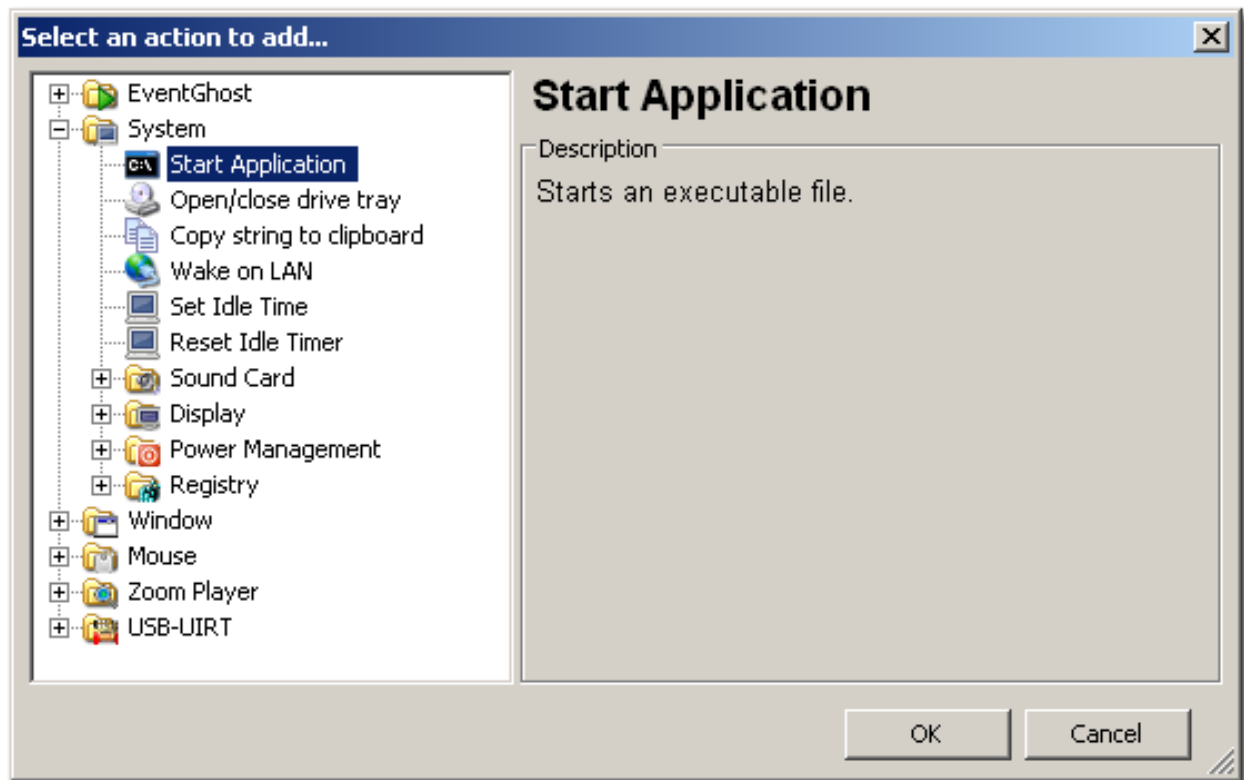 Select an action to add...
EventGhost
System
Start Application
Open/close drive tray
Copy string to clipboard
Wake on LAN
Set Idle Time
Reset Idle Timer
Sound Card
Display
Power Management
Registry
Window
Mouse
Zoom Player
USB-UIRT
Start Application
Description
Starts an executable file.
OK
Cancel